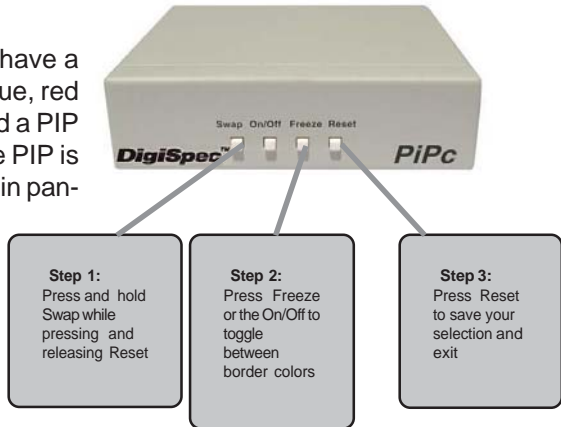 have a
ue, red
d a PIP
e PIP is
in pan-
Swap On/Off Freeze Reset
DigiSpec™ PiPc
Step 1:
Press and hold
Swap while
pressing and
releasing Reset
Step 2:
Press Freeze
or the On/Off to
toggle
between
border colors
Step 3:
Press Reset
to save your
selection and
exit